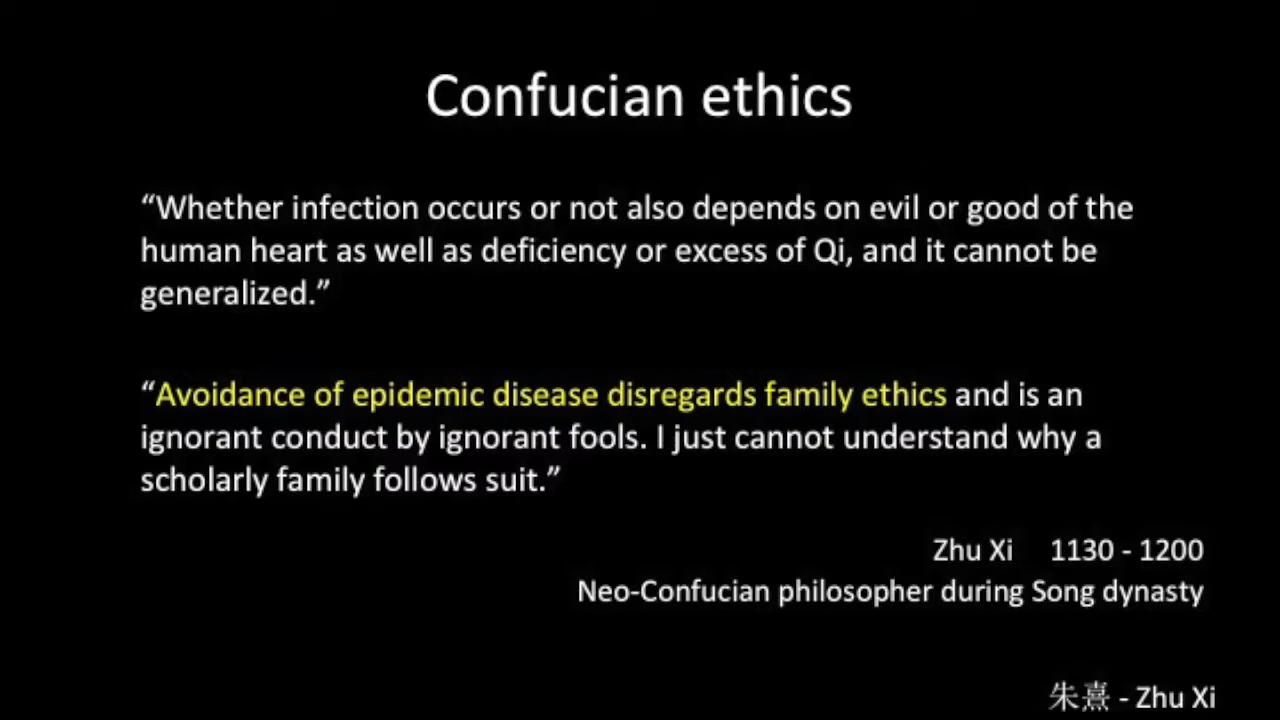 Confucian ethics
“Whether infection occurs or not also depends on evil or good of the
human heart as well as deficiency or excess of Qi, and it cannot be
generalized.”
“Avoidance of epidemic disease disregards family ethics and is an
ignorant conduct by ignorant fools. I just cannot understand why a
scholarly family follows suit.”
Zhu Xi 1130 - 1200
Neo-Confucian philosopher during Song dynasty
朱熹 - Zhu Xi